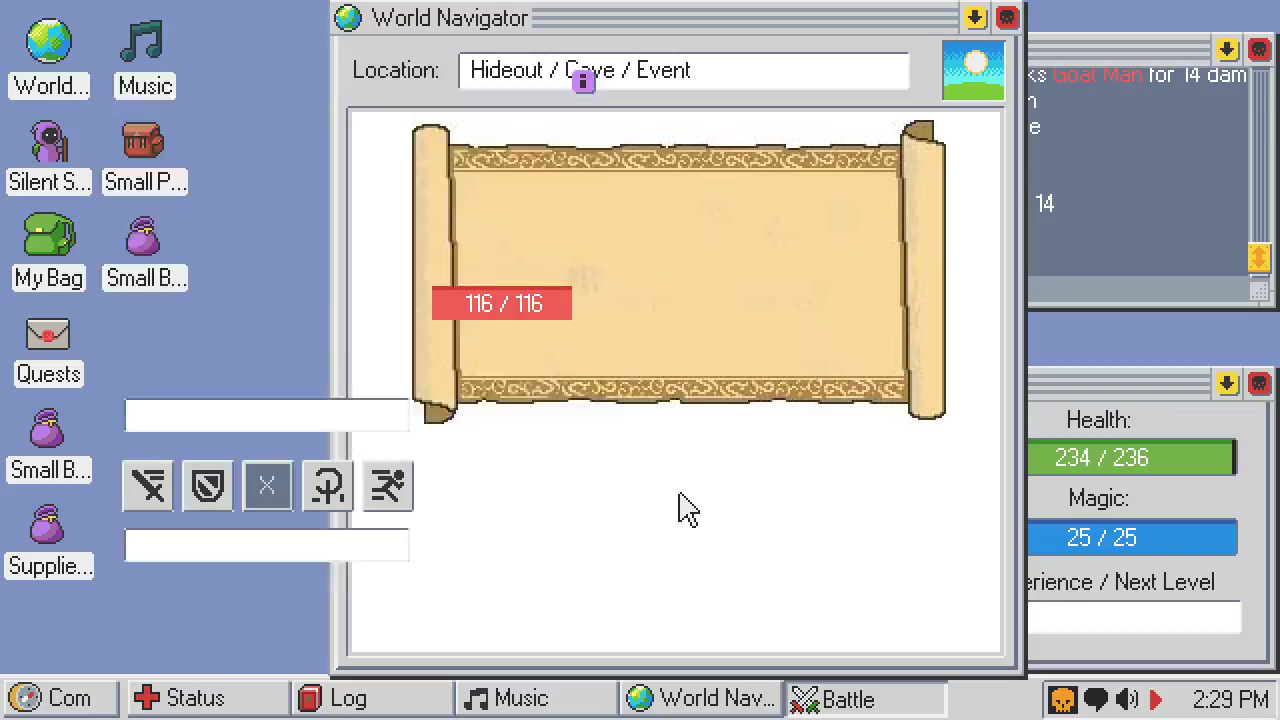 World Navigator
Location: Hideout / Cave / Event
World...
Music
Silent S...
Small P...
My Bag
Small B...
Quests
Small B...
Supplie...
116 / 116
ks Goat Man for 14 dam
n
e
14
Health:
234 / 236
Magic:
25 / 25
erience / Next Level
Com
Status
Log
Music
World Nav...
Battle
2:29 PM